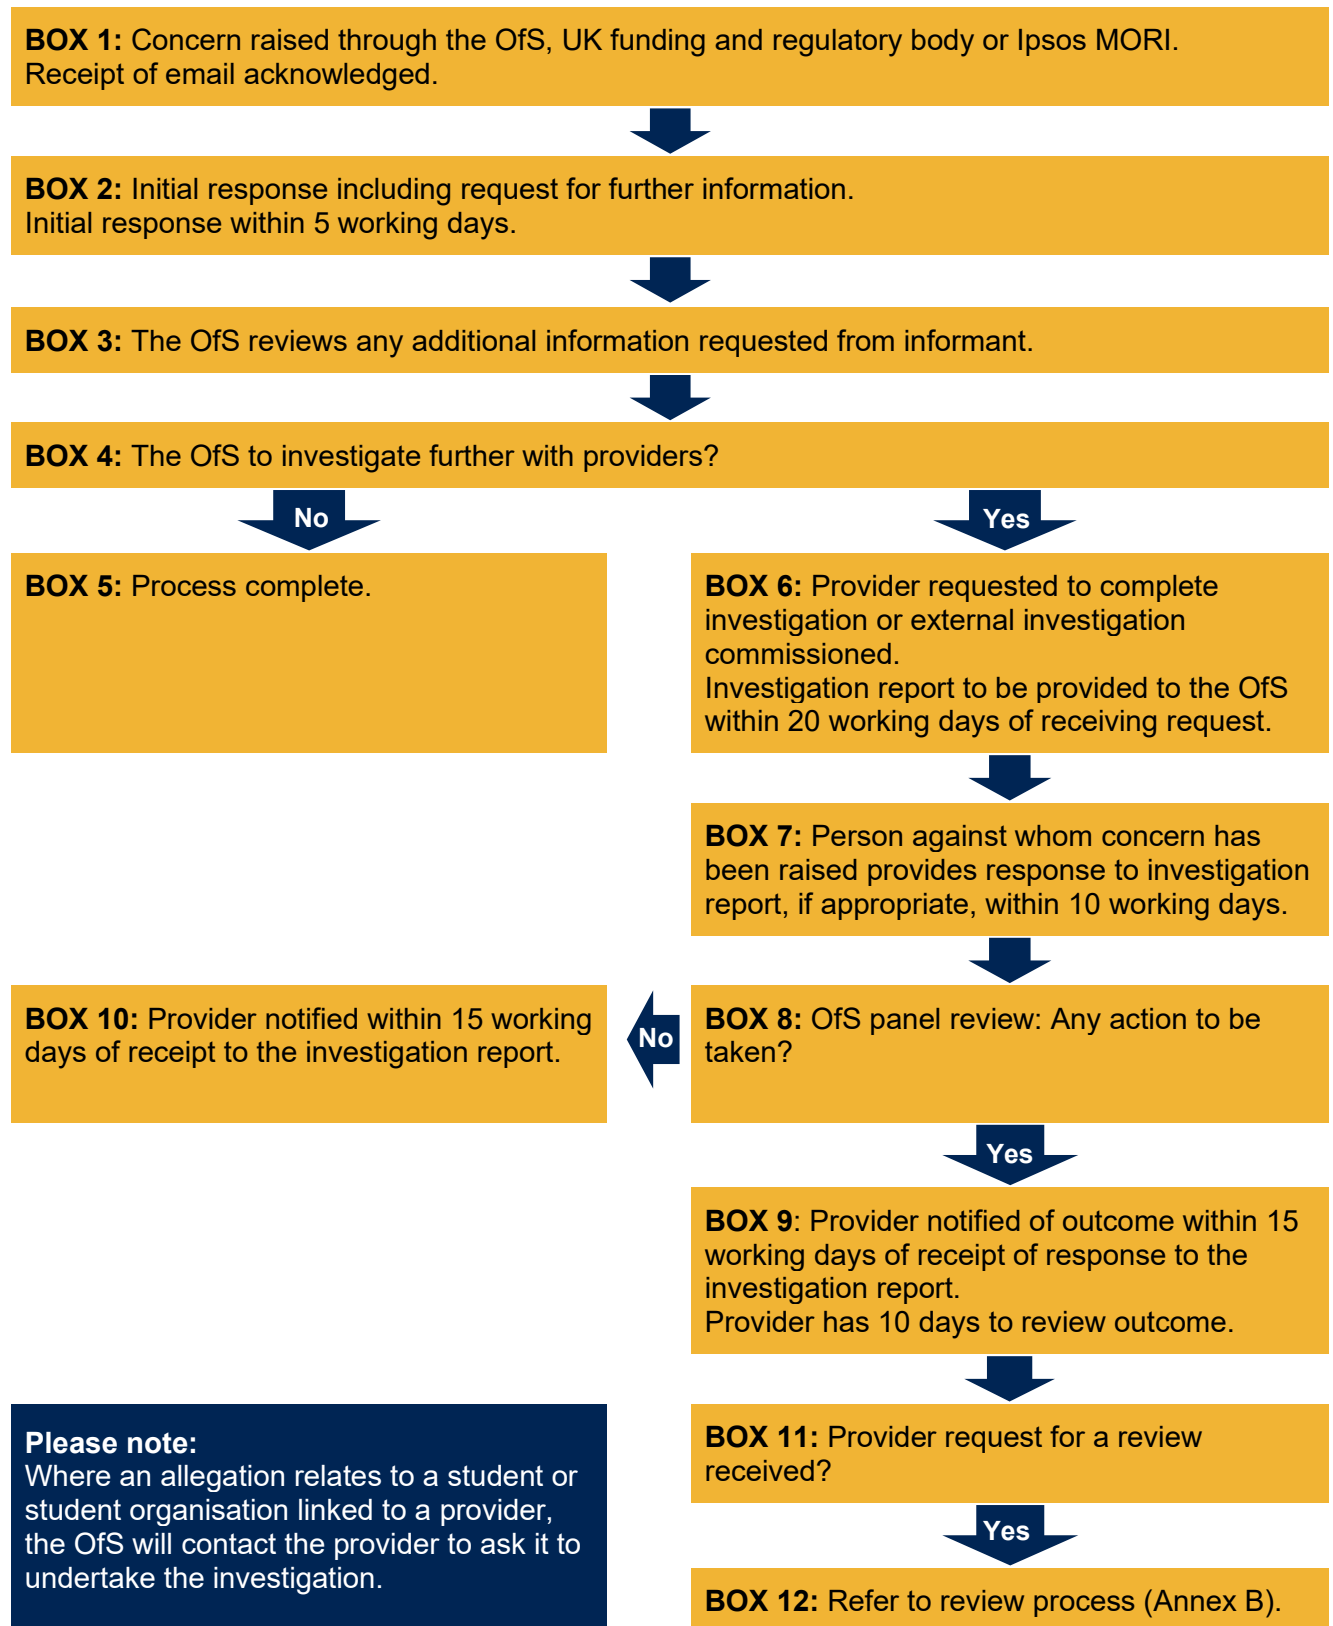 BOX 1: Concern raised through the OfS, UK funding and regulatory body or Ipsos MORI.
Receipt of email acknowledged.
BOX 2: Initial response including request for further information.
Initial response within 5 working days.
BOX 3: The OfS reviews any additional information requested from informant.
BOX 4: The OfS to investigate further with providers?
No
Yes
BOX 5: Process complete.
BOX 6: Provider requested to complete
investigation or external investigation
commissioned.
Investigation report to be provided to the OfS
within 20 working days of receiving request.
BOX 7: Person against whom concern has
been raised provides response to investigation
report, if appropriate, within 10 working days.
BOX 10: Provider notified within 15 working
days of receipt to the investigation report.
No
BOX 8: OfS panel review: Any action to be
taken?
Yes
BOX 9: Provider notified of outcome within 15
working days of receipt of response to the
investigation report.
Provider has 10 days to review outcome.
Please note:
Where an allegation relates to a student or
student organisation linked to a provider,
the OfS will contact the provider to ask it to
undertake the investigation.
BOX 11: Provider request for a review
received?
Yes
BOX 12: Refer to review process (Annex B).